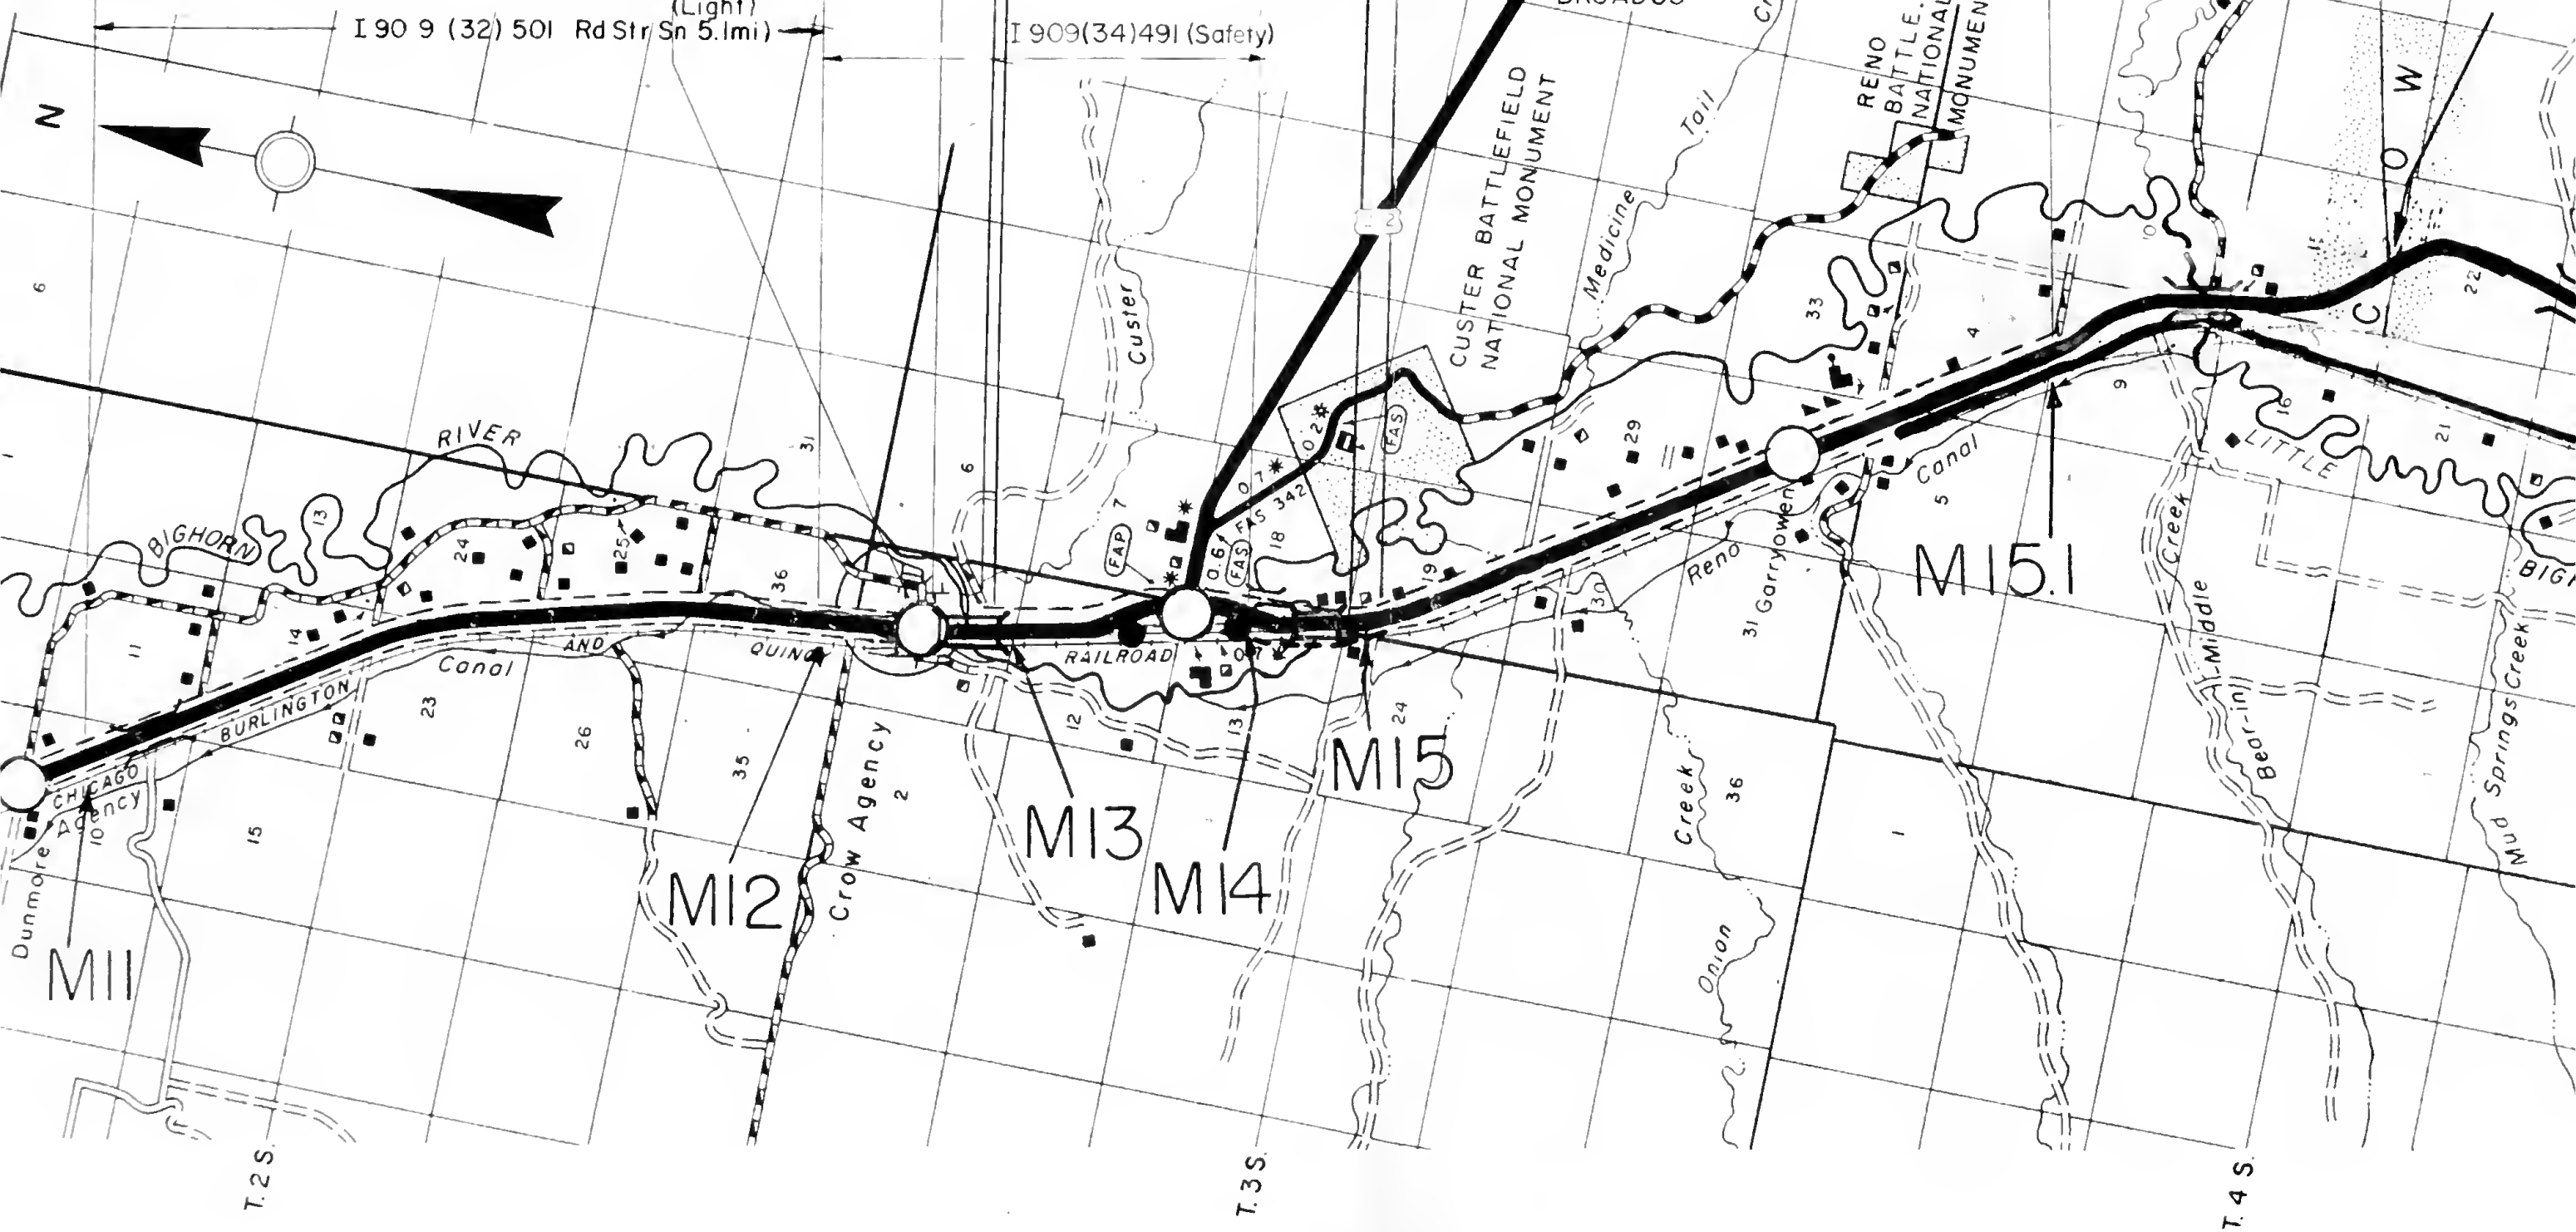 (Light)
I 90 9 (32) 501 Rd Str Sn 5.1mi)
I 909(34)491 (Safety)
N
CUSTER BATTLEFIELD
NATIONAL MONUMENT
RENO
BATTLE.
NATIONAL
MONUMENT
Medicine Tail
Custer
C R O W
6
33
4
10
22
RIVER
BIGHORN
13
31
6
24
25
36
14
11
FAP 7
0.7
0.2
FAS 342
FAS
0.6
FAS
18
19
29
30
5
9
16
21
LITTLE
Canal
Reno
31 Garryowen
M15.1
Creek
Middle
Bear-in-
Mud Springs Creek
CHICAGO
BURLINGTON
AND
QUINCY
RAILROAD
Canal
Agency
10
Dunmore
15
23
26
35
2
Crow Agency
12
13
24
36
1
Creek
Onion
M11
M12
M13
M14
M15
T. 2 S.
T. 3 S.
T. 4 S.